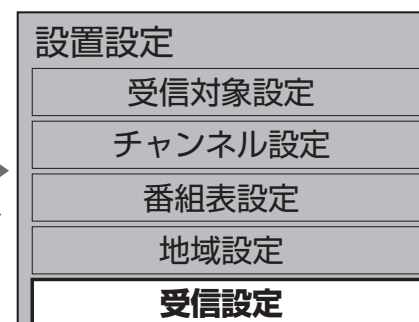 設置設定
受信対象設定
チャンネル設定
番組表設定
地域設定
受信設定